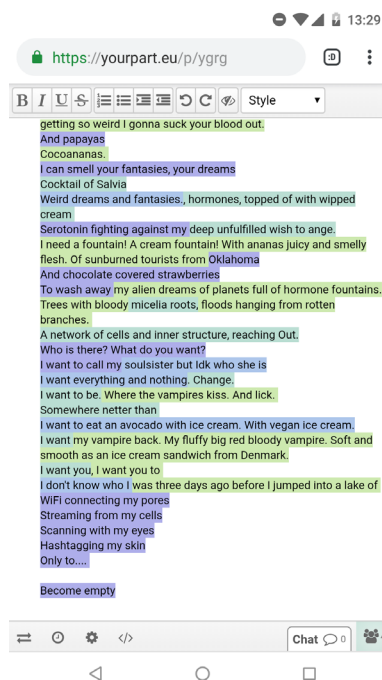 13:29
https://yourpart.eu/p/ygrg
:D
B I U S Style
getting so weird I gonna suck your blood out.
And papayas
Cocoananas.
I can smell your fantasies, your dreams
Cocktail of Salvia
Weird dreams and fantasies., hormones, topped of with wipped
cream
Serotonin fighting against my deep unfulfilled wish to ange.
I need a fountain! A cream fountain! With ananas juicy and smelly
flesh. Of sunburned tourists from Oklahoma
And chocolate covered strawberries
To wash away my alien dreams of planets full of hormone fountains.
Trees with bloody micelia roots, floods hanging from rotten
branches.
A network of cells and inner structure, reaching Out.
Who is there? What do you want?
I want to call my soulsister but Idk who she is
I want everything and nothing. Change.
I want to be. Where the vampires kiss. And lick.
Somewhere netter than
I want to eat an avocado with ice cream. With vegan ice cream.
I want my vampire back. My fluffy big red bloody vampire. Soft and
smooth as an ice cream sandwich from Denmark.
I want you, I want you to
I don't know who I was three days ago before I jumped into a lake of
WiFi connecting my pores
Streaming from my cells
Scanning with my eyes
Hashtagging my skin
Only to....
Become empty
Chat 0